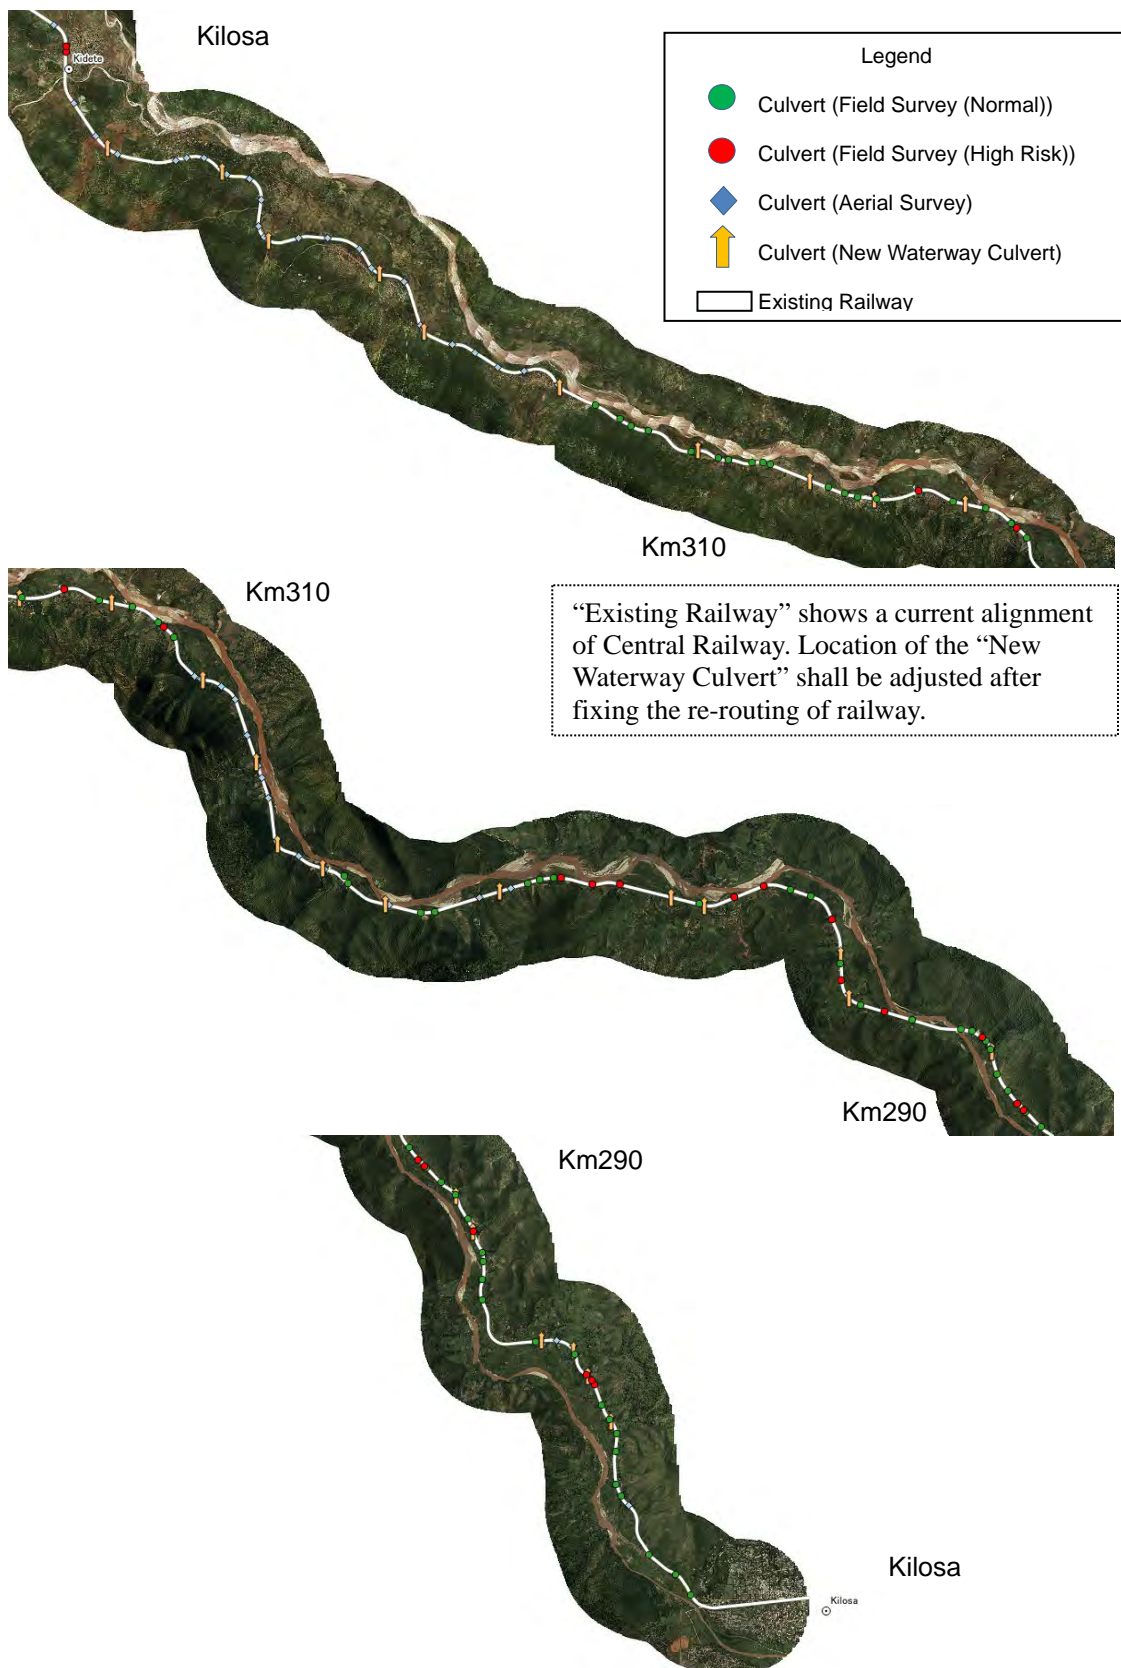 Kilosa
Kidete
Legend
Culvert (Field Survey (Normal))
Culvert (Field Survey (High Risk))
Culvert (Aerial Survey)
Culvert (New Waterway Culvert)
Existing Railway
Km310
Km310
“Existing Railway” shows a current alignment
of Central Railway. Location of the “New
Waterway Culvert” shall be adjusted after
fixing the re-routing of railway.
Km290
Km290
Kilosa
Kilosa